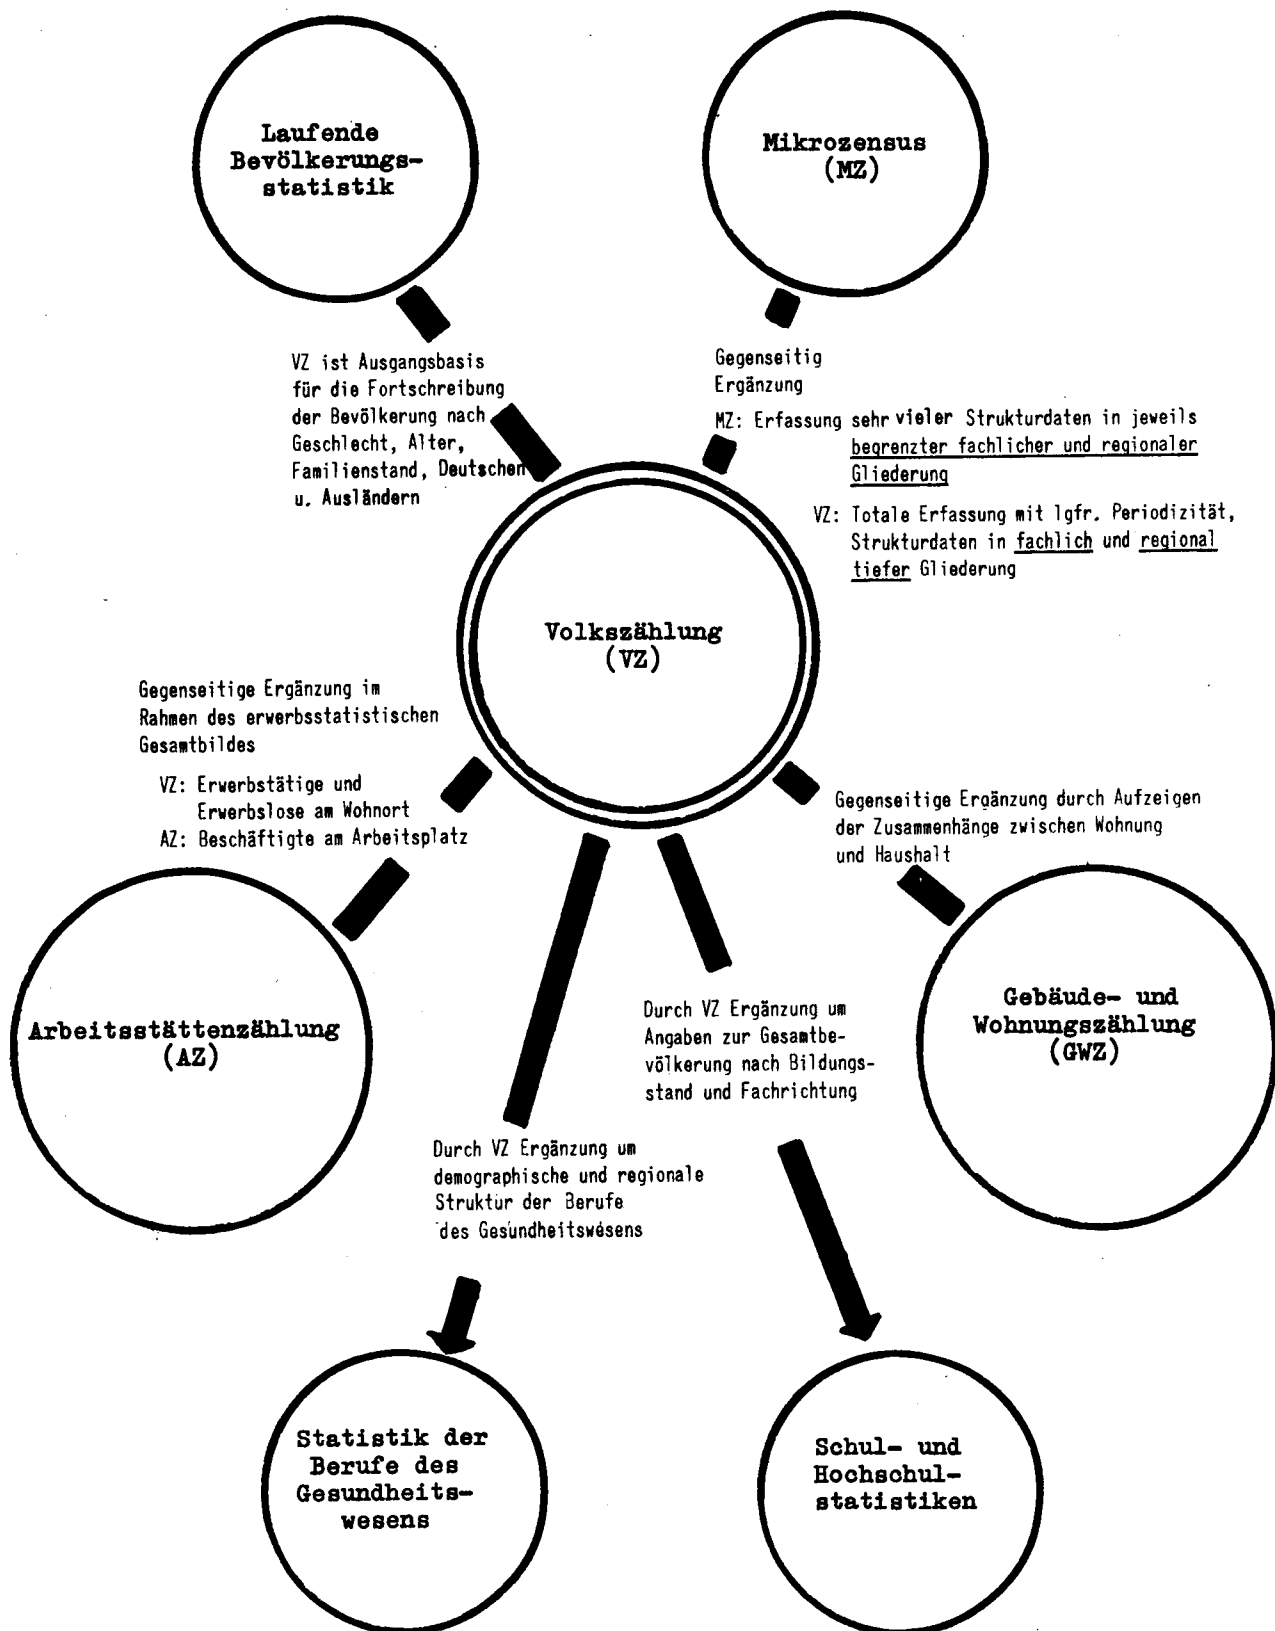 Laufende
Bevölkerungs-
statistik
Mikrozensus
(MZ)
VZ ist Ausgangsbasis
für die Fortschreibung
der Bevölkerung nach
Geschlecht, Alter,
Familienstand, Deutschen
u. Ausländern
Gegenseitig
Ergänzung
MZ: Erfassung sehr vieler Strukturdaten in jeweils
begrenzter fachlicher und regionaler
Gliederung
VZ: Totale Erfassung mit lgfr. Periodizität,
Strukturdaten in fachlich und regional
tiefer Gliederung
Volkszählung
(VZ)
Gegenseitige Ergänzung im
Rahmen des erwerbsstatistischen
Gesamtbildes
VZ: Erwerbstätige und
Erwerbslose am Wohnort
AZ: Beschäftigte am Arbeitsplatz
Gegenseitige Ergänzung durch Aufzeigen
der Zusammenhänge zwischen Wohnung
und Haushalt
Arbeitsstättenzählung
(AZ)
Durch VZ Ergänzung um
Angaben zur Gesamtbe-
völkerung nach Bildungs-
stand und Fachrichtung
Gebäude- und
Wohnungszählung
(GWZ)
Durch VZ Ergänzung um
demographische und regionale
Struktur der Berufe
des Gesundheitswesens
Statistik der
Berufe des
Gesundheits-
wesens
Schul- und
Hochschul-
statistiken